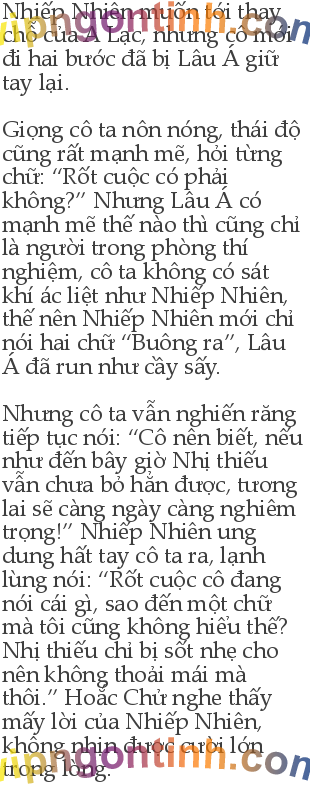 Nhiếp Nhiên muốn tới thay
chỗ của A Lạc, nhưng cô mới
đi hai bước đã bị Lâu Á giữ
tay lại.
Giọng cô ta nôn nóng, thái độ
cũng rất mạnh mẽ, hỏi từng
chữ: “Rốt cuộc có phải
không?” Nhưng Lâu Á có
mạnh mẽ thế nào thì cũng chỉ
là người trong phòng thí
nghiệm, cô ta không có sát
khí ác liệt như Nhiếp Nhiên,
thế nên Nhiếp Nhiên mới chỉ
nói hai chữ “Buông ra”, Lâu
Á đã run như cầy sấy.
Nhưng cô ta vẫn nghiến răng
tiếp tục nói: “Cô nên biết, nếu
như đến bây giờ Nhị thiếu
vẫn chưa bỏ hẳn được, tương
lai sẽ càng ngày càng nghiêm
trọng!” Nhiếp Nhiên ung
dung hất tay cô ta ra, lạnh
lùng nói: “Rốt cuộc cô đang
nói cái gì, sao đến một chữ
mà tôi cũng không hiểu thế?
Nhị thiếu chỉ bị sốt nhẹ cho
nên không thoải mái mà
thôi.” Hoắc Chử nghe thấy
mấy lời của Nhiếp Nhiên,
không nhịn được cười lớn
trong lòng.
vipngontinh.com